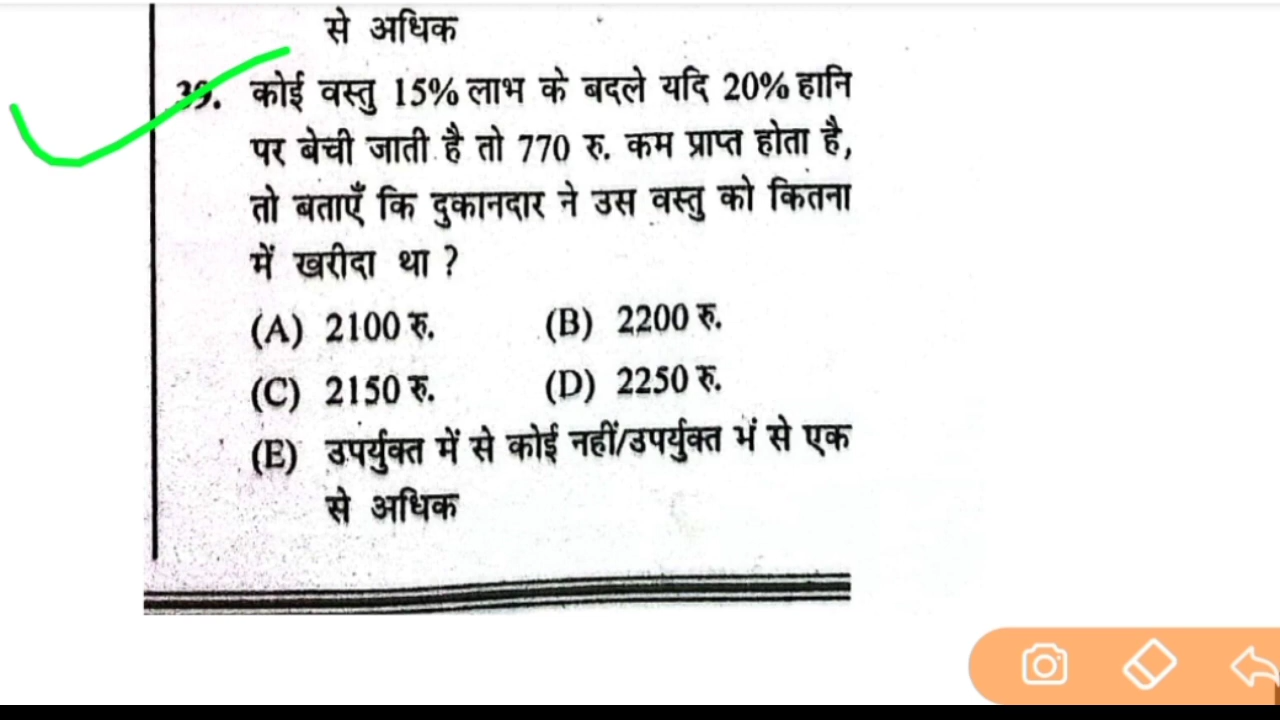 से अधिक
39. कोई वस्तु 15% लाभ के बदले यदि 20% हानि
पर बेची जाती है तो 770 रु. कम प्राप्त होता है,
तो बताएँ कि दुकानदार ने उस वस्तु को कितना
में खरीदा था ?
(A) 2100 रु. (B) 2200 रु.
(C) 2150 रु. (D) 2250 रु.
(E) उपर्युक्त में से कोई नहीं/उपर्युक्त में से एक
से अधिक